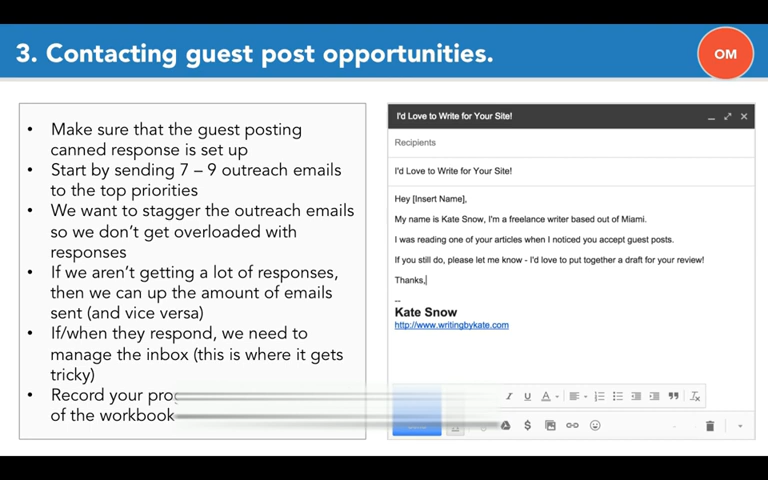 3. Contacting guest post opportunities.
OM
• Make sure that the guest posting
canned response is set up
• Start by sending 7 – 9 outreach emails
to the top priorities
• We want to stagger the outreach emails
so we don't get overloaded with
responses
• If we aren't getting a lot of responses,
then we can up the amount of emails
sent (and vice versa)
• If/when they respond, we need to
manage the inbox (this is where it gets
tricky)
• Record your
of the workbook
I'd Love to Write for Your Site!
Recipients
I'd Love to Write for Your Site!
Hey [Insert Name],
My name is Kate Snow, I'm a freelance writer based out of Miami.
I was reading one of your articles when I noticed you accept guest posts.
If you still do, please let me know - I'd love to put together a draft for your review!
Thanks,
--
Kate Snow
http://www.writingbykate.com